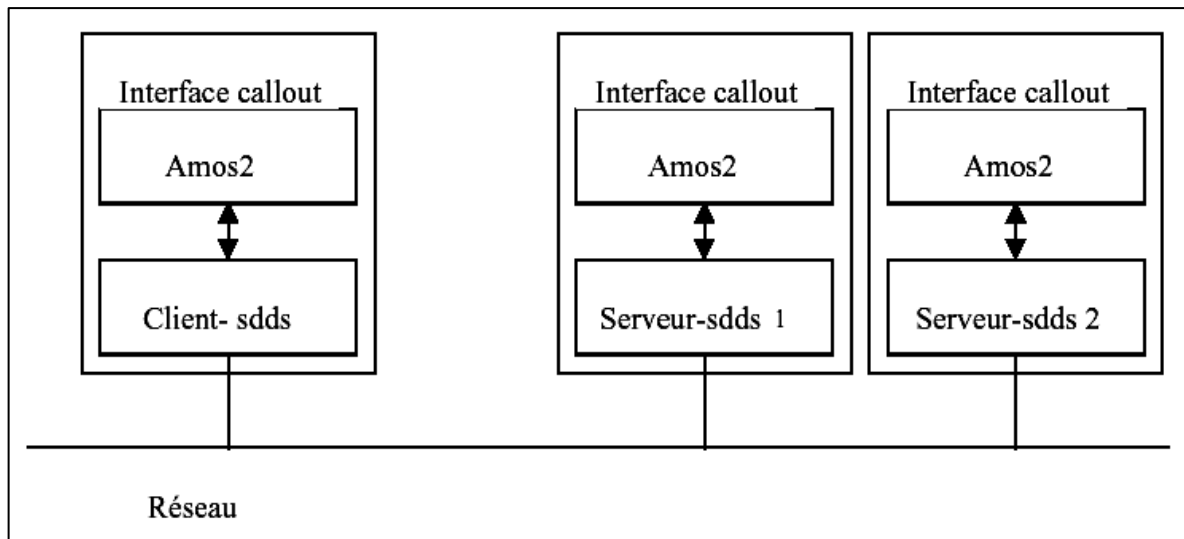 Interface callout
Interface callout
Interface callout
Amos2
Amos2
Amos2
Client- sdds
Serveur-sdds 1
Serveur-sdds 2
Réseau